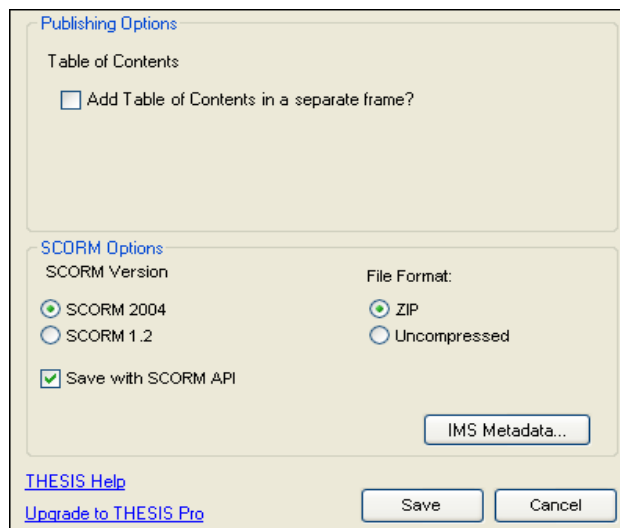 Publishing Options
Table of Contents
Add Table of Contents in a separate frame?
SCORM Options
SCORM Version
File Format:
SCORM 2004
ZIP
SCORM 1.2
Uncompressed
Save with SCORM API
IMS Metadata...
THESIS Help
Upgrade to THESIS Pro
Save
Cancel